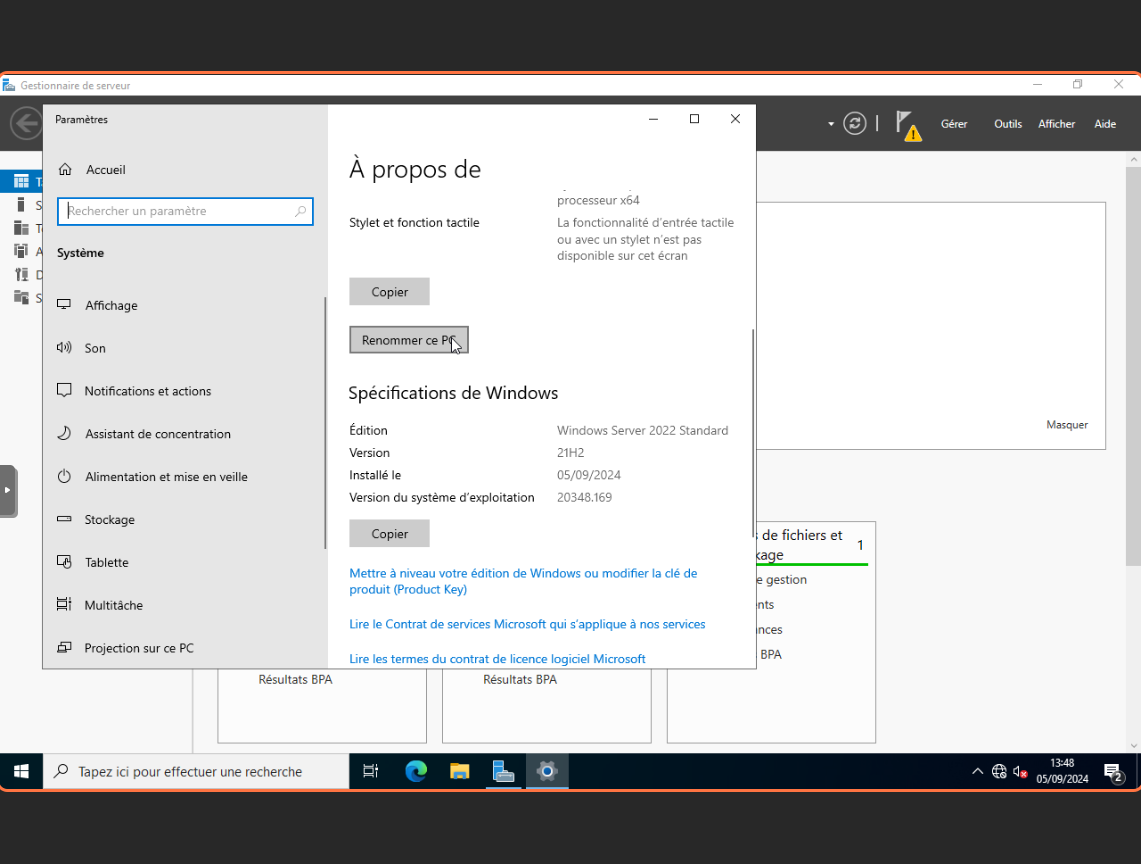 Gestionnaire de serveur
Gérer
Outils
Afficher
Aide
Paramètres
Accueil
Rechercher un paramètre
Système
Affichage
Son
Notifications et actions
Assistant de concentration
Alimentation et mise en veille
Stockage
Tablette
Multitâche
Projection sur ce PC
À propos de
processeur x64
Stylet et fonction tactile
La fonctionnalité d'entrée tactile
ou avec un stylet n'est pas
disponible sur cet écran
Copier
Renommer ce PC
Spécifications de Windows
Édition
Windows Server 2022 Standard
Version
21H2
Installé le
05/09/2024
Version du système d'exploitation
20348.169
Copier
Mettre à niveau votre édition de Windows ou modifier la clé de
produit (Product Key)
Lire le Contrat de services Microsoft qui s'applique à nos services
Lire les termes du contrat de licence logiciel Microsoft
Masquer
de fichiers et
1
gestion
BPA
Résultats BPA
Résultats BPA
Tapez ici pour effectuer une recherche
13:48
05/09/2024
2